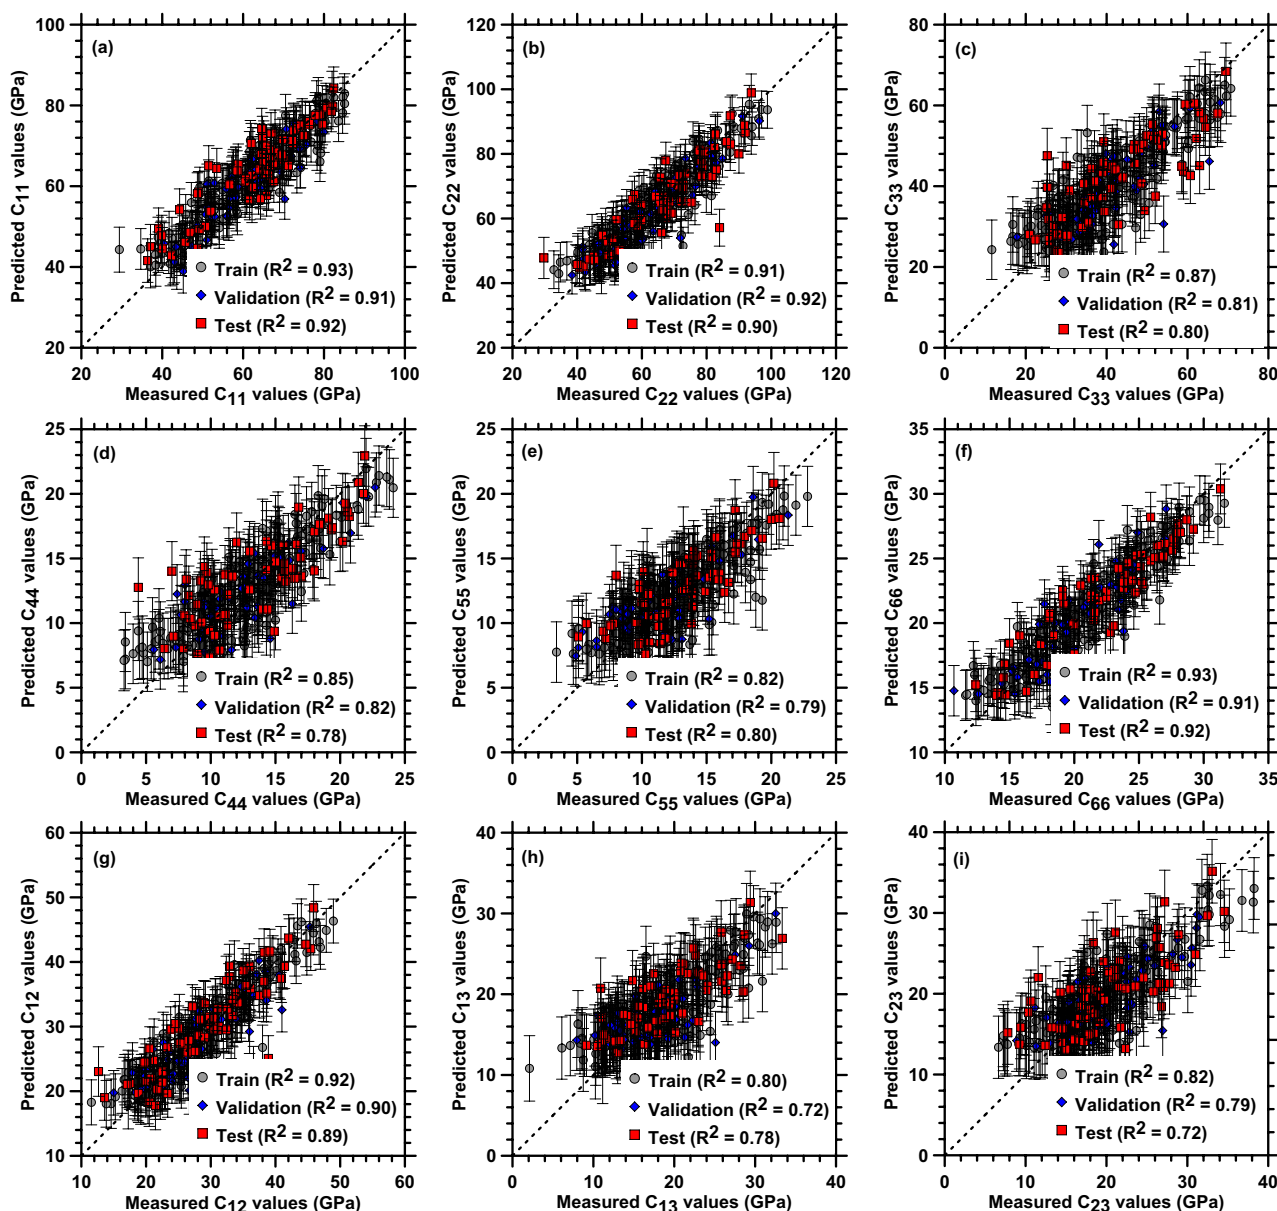 (a)
Predicted C11 values (GPa)
100
80
60
40
20
Train (R2 = 0.93)
Validation (R2 = 0.91)
Test (R2 = 0.92)
20 40 60 80 100
Measured C11 values (GPa)
(b)
Predicted C22 values (GPa)
120
100
80
60
40
20
Train (R2 = 0.91)
Validation (R2 = 0.92)
Test (R2 = 0.90)
20 40 60 80 100 120
Measured C22 values (GPa)
(c)
Predicted C33 values (GPa)
80
60
40
20
0
Train (R2 = 0.87)
Validation (R2 = 0.81)
Test (R2 = 0.80)
0 20 40 60 80
Measured C33 values (GPa)
(d)
Predicted C44 values (GPa)
25
20
15
10
5
0
Train (R2 = 0.85)
Validation (R2 = 0.82)
Test (R2 = 0.78)
0 5 10 15 20 25
Measured C44 values (GPa)
(e)
Predicted C55 values (GPa)
25
20
15
10
5
0
Train (R2 = 0.82)
Validation (R2 = 0.79)
Test (R2 = 0.80)
0 5 10 15 20 25
Measured C55 values (GPa)
(f)
Predicted C66 values (GPa)
35
30
25
20
15
10
Train (R2 = 0.93)
Validation (R2 = 0.91)
Test (R2 = 0.92)
10 15 20 25 30 35
Measured C66 values (GPa)
(g)
Predicted C12 values (GPa)
60
50
40
30
20
10
Train (R2 = 0.92)
Validation (R2 = 0.90)
Test (R2 = 0.89)
10 20 30 40 50 60
Measured C12 values (GPa)
(h)
Predicted C13 values (GPa)
40
30
20
10
0
Train (R2 = 0.80)
Validation (R2 = 0.72)
Test (R2 = 0.78)
0 10 20 30 40
Measured C13 values (GPa)
(i)
Predicted C23 values (GPa)
40
30
20
10
0
Train (R2 = 0.82)
Validation (R2 = 0.79)
Test (R2 = 0.72)
0 10 20 30 40
Measured C23 values (GPa)